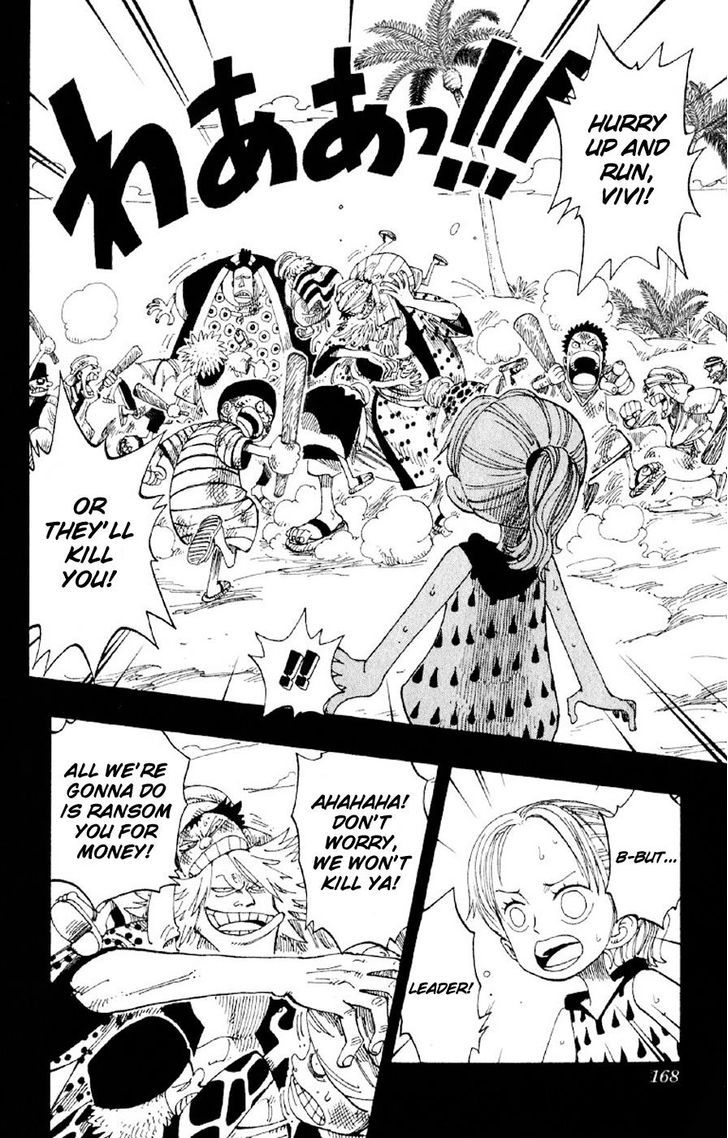 HURRY
UP AND
RUN,
VIVI!
わああっ!!!
OR
THEY'LL
KILL
YOU!
!!
B-BUT...
LEADER!
AHAHAHA!
DON'T
WORRY,
WE WON'T
KILL YA!
ALL WE'RE
GONNA DO
IS RANSOM
YOU FOR
MONEY!
168